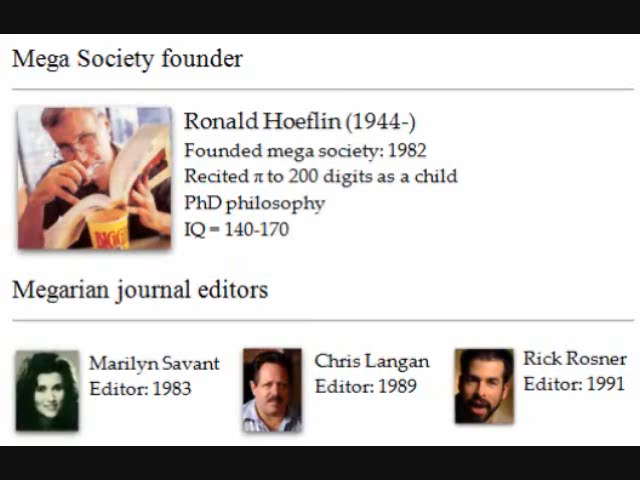 Mega Society founder
Ronald Hoeflin (1944-)
Founded mega society: 1982
Recited π to 200 digits as a child
PhD philosophy
IQ = 140-170
BIGG
Megarian journal editors
Marilyn Savant
Editor: 1983
Chris Langan
Editor: 1989
Rick Rosner
Editor: 1991